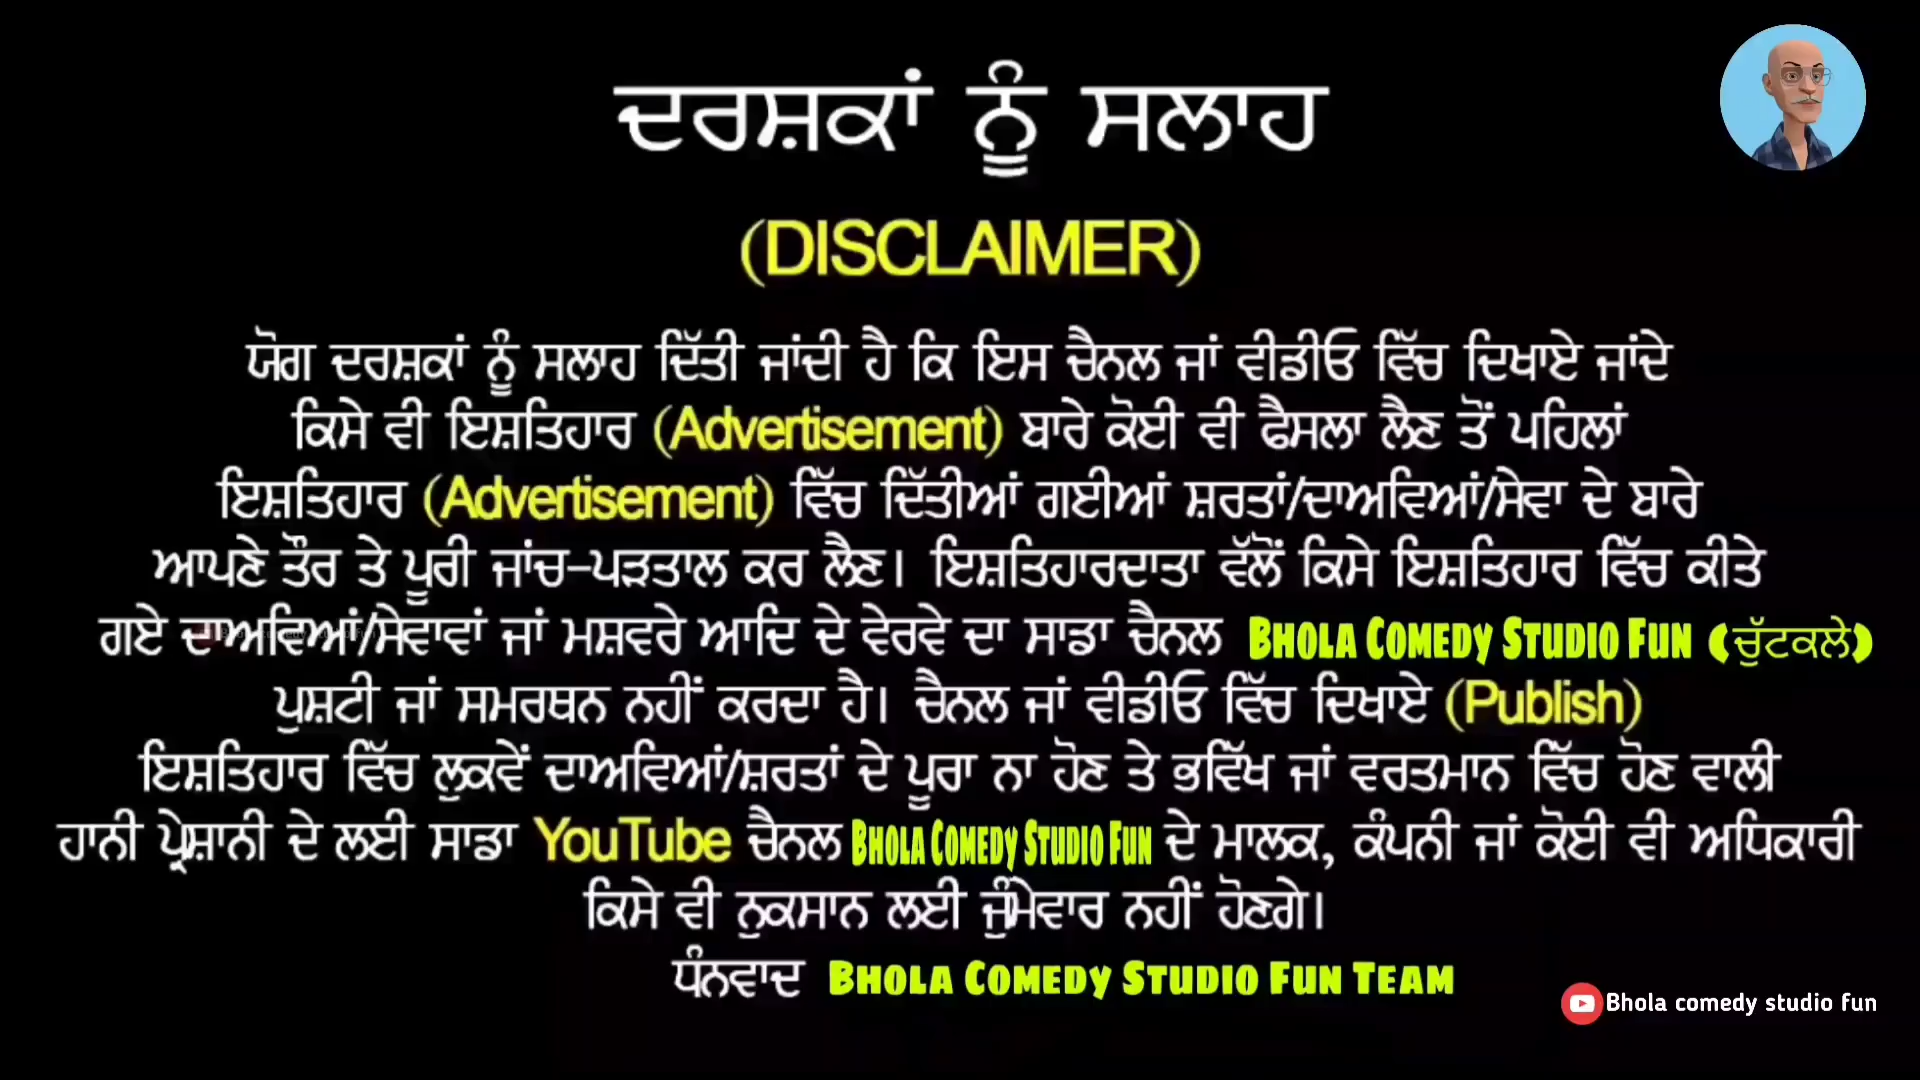 ਦਰਸ਼ਕਾਂ ਨੂੰ ਸਲਾਹ
(DISCLAIMER)
ਯੋਗ ਦਰਸ਼ਕਾਂ ਨੂੰ ਸਲਾਹ ਦਿੱਤੀ ਜਾਂਦੀ ਹੈ ਕਿ ਇਸ ਚੈਨਲ ਜਾਂ ਵੀਡੀਓ ਵਿੱਚ ਦਿਖਾਏ ਜਾਂਦੇ
ਕਿਸੇ ਵੀ ਇਸ਼ਤਿਹਾਰ (Advertisement) ਬਾਰੇ ਕੋਈ ਵੀ ਫੈਸਲਾ ਲੈਣ ਤੋਂ ਪਹਿਲਾਂ
ਇਸ਼ਤਿਹਾਰ (Advertisement) ਵਿੱਚ ਦਿੱਤੀਆਂ ਗਈਆਂ ਸ਼ਰਤਾਂ/ਦਾਅਵਿਆਂ/ਸੇਵਾ ਦੇ ਬਾਰੇ
ਆਪਣੇ ਤੌਰ ਤੇ ਪੂਰੀ ਜਾਂਚ-ਪੜਤਾਲ ਕਰ ਲੈਣ। ਇਸ਼ਤਿਹਾਰਦਾਤਾ ਵੱਲੋਂ ਕਿਸੇ ਇਸ਼ਤਿਹਾਰ ਵਿੱਚ ਕੀਤੇ
ਗਏ ਦਾਅਵਿਆਂ/ਸੇਵਾਵਾਂ ਜਾਂ ਮਸ਼ਵਰੇ ਆਦਿ ਦੇ ਵੇਰਵੇ ਦਾ ਸਾਡਾ ਚੈਨਲ Bhola Comedy Studio Fun (ਚੁੱਟਕਲੇ)
ਪੁਸ਼ਟੀ ਜਾਂ ਸਮਰਥਨ ਨਹੀਂ ਕਰਦਾ ਹੈ। ਚੈਨਲ ਜਾਂ ਵੀਡੀਓ ਵਿੱਚ ਦਿਖਾਏ (Publish)
ਇਸ਼ਤਿਹਾਰ ਵਿੱਚ ਲੁਕਵੇਂ ਦਾਅਵਿਆਂ/ਸ਼ਰਤਾਂ ਦੇ ਪੂਰਾ ਨਾ ਹੋਣ ਤੇ ਭਵਿੱਖ ਜਾਂ ਵਰਤਮਾਨ ਵਿੱਚ ਹੋਣ ਵਾਲੀ
ਹਾਨੀ ਪ੍ਰੇਸ਼ਾਨੀ ਦੇ ਲਈ ਸਾਡਾ YouTube ਚੈਨਲ Bhola Comedy Studio Fun ਦੇ ਮਾਲਕ, ਕੰਪਨੀ ਜਾਂ ਕੋਈ ਵੀ ਅਧਿਕਾਰੀ
ਕਿਸੇ ਵੀ ਨੁਕਸਾਨ ਲਈ ਜੁੰਮੇਵਾਰ ਨਹੀਂ ਹੋਣਗੇ।
ਧੰਨਵਾਦ Bhola Comedy Studio Fun Team
Bhola comedy studio fun